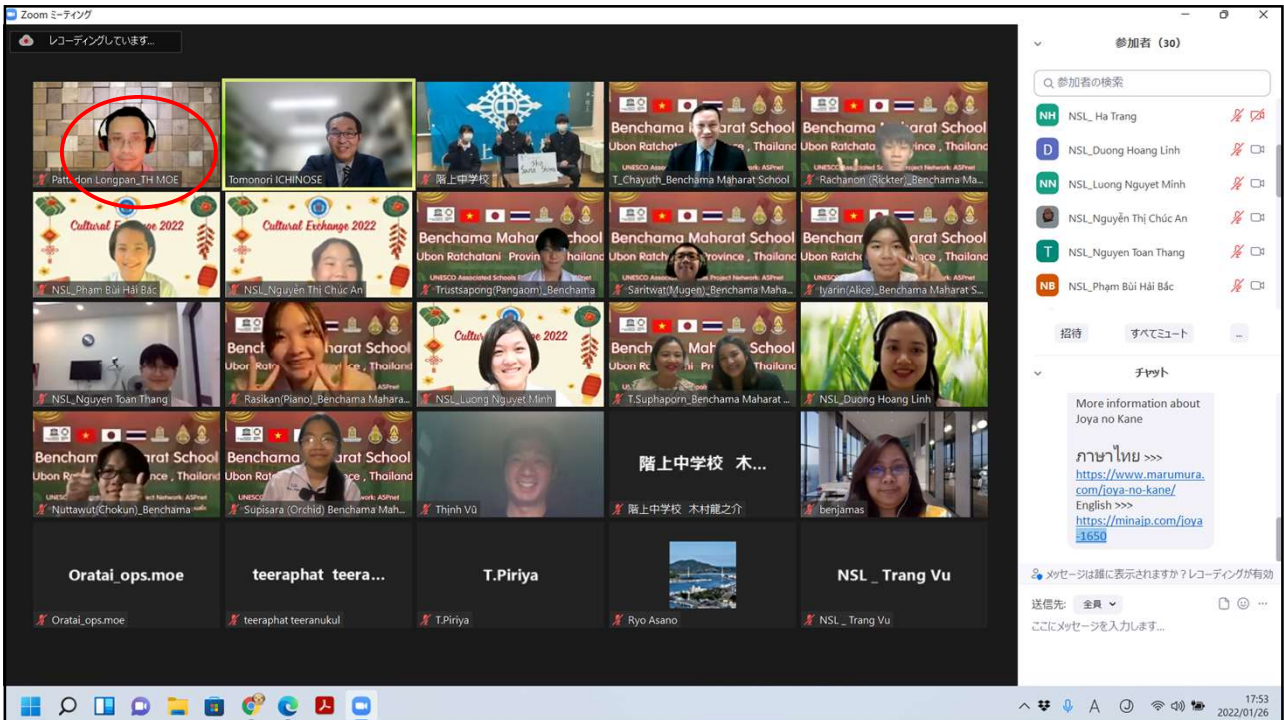 Zoom ミーティング
レコーディングしています...
Pattadon Longpan_TH MOE
Tomonori ICHINOSE
階上中学校
Benchama Maharat School
T_Chayuth_Benchama Maharat School
Rachanon (Rickter)_Benchama Ma...
Cultural Exchange 2022
NSL_Phạm Bùi Hải Bắc
Cultural Exchange 2022
NSL_Nguyễn Thị Chúc An
Trustsapong(Pangaom)_Benchama
Saritwat(Mugen)_Benchama Maha...
Iyarin(Alice)_Benchama Maharat S...
NSL_Nguyen Toan Thang
Rasikan(Piano)_Benchama Mahara...
NSL_Luong Nguyet Minh
T.Suphaporn_Benchama Maharat ...
NSL_Duong Hoang Linh
Nuttawut(Chokun)_Benchama
Supisara (Orchid) Benchama Mah...
Thịnh Vũ
階上中学校 木...
階上中学校 木村龍之介
benjamas
Oratai_ops.moe
Oratai_ops.moe
teeraphat teera...
teeraphat teeranukul
T.Piriya
T.Piriya
Ryo Asano
NSL _ Trang Vu
NSL _ Trang Vu
参加者 (30)
参加者の検索
NH NSL_ Ha Trang
D NSL_Duong Hoang Linh
NN NSL_Luong Nguyet Minh
NSL_Nguyễn Thị Chúc An
T NSL_Nguyen Toan Thang
NB NSL_Phạm Bùi Hải Bắc
招待 すべてミュート ...
チャット
More information about
Joya no Kane
ภาษาไทย >>>
https://www.marumura.
com/joya-no-kane/
English >>>
https://minajp.com/joya
-1650
メッセージは誰に表示されますか？レコーディングが有効
送信先: 全員
ここにメッセージを入力します...
A
17:53
2022/01/26